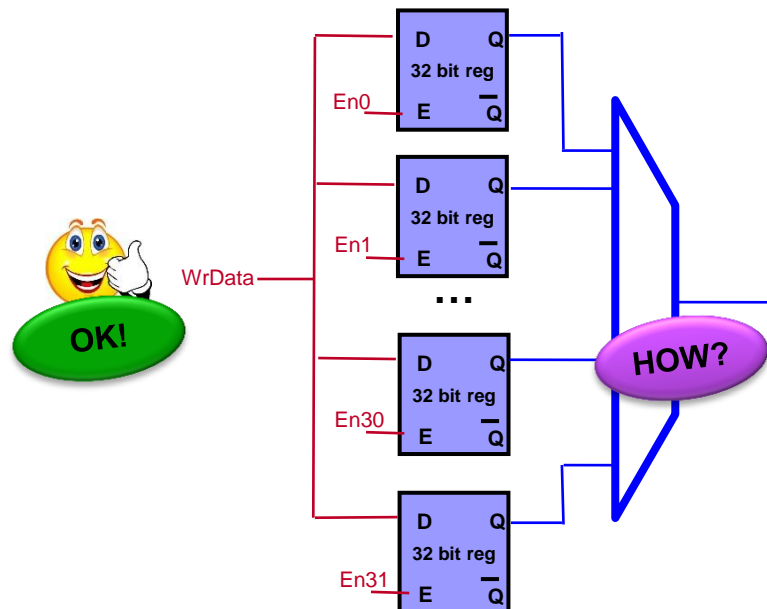 D Q
32 bit reg
En0
E Q
D Q
32 bit reg
En1
E Q
WrData
...
OK!
D Q
HOW?
32 bit reg
En30
E Q
D Q
32 bit reg
En31
E Q